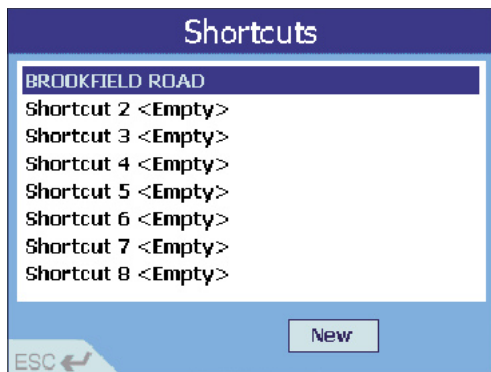 Shortcuts
BROOKFIELD ROAD
Shortcut 2 <Empty>
Shortcut 3 <Empty>
Shortcut 4 <Empty>
Shortcut 5 <Empty>
Shortcut 6 <Empty>
Shortcut 7 <Empty>
Shortcut 8 <Empty>
New
ESC